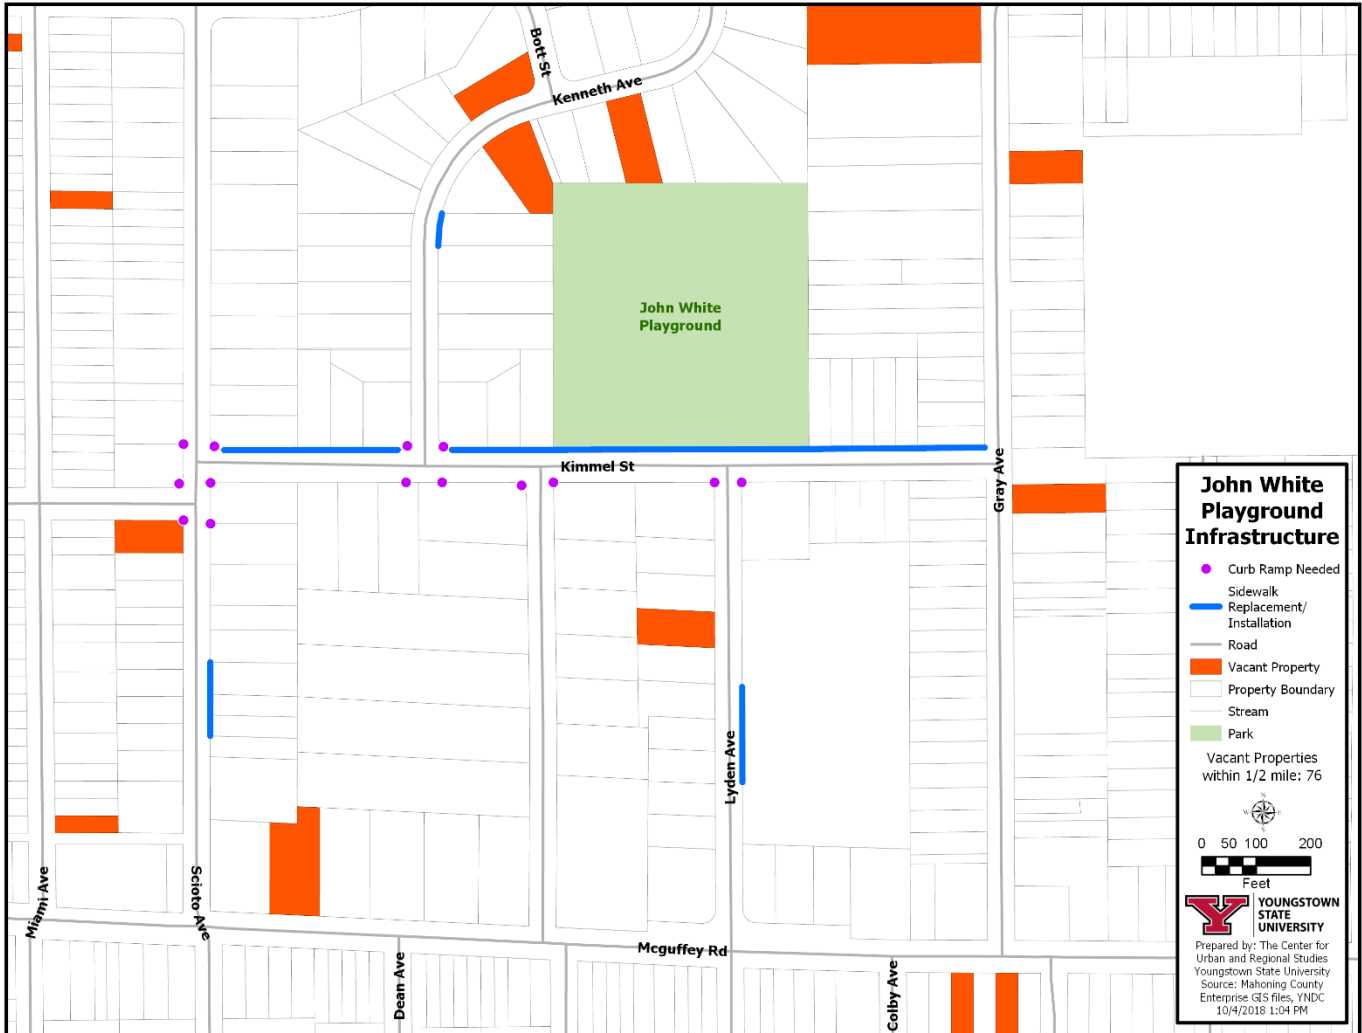 Bott St
Kenneth Ave
John White
Playground
Kimmel St
Gray Ave
Lyden Ave
Miami Ave
Scioto Ave
Mcguffey Rd
Dean Ave
Colby Ave
John White
Playground
Infrastructure
Curb Ramp Needed
Sidewalk
Replacement/
Installation
Road
Vacant Property
Property Boundary
Stream
Park
Vacant Properties
within 1/2 mile: 76
N
W E
S
0 50 100 200
Feet
Y
YOUNGSTOWN
STATE
UNIVERSITY
Prepared by: The Center for
Urban and Regional Studies
Youngstown State University
Source: Mahoning County
Enterprise GIS files, YNDC
10/4/2018 1:04 PM